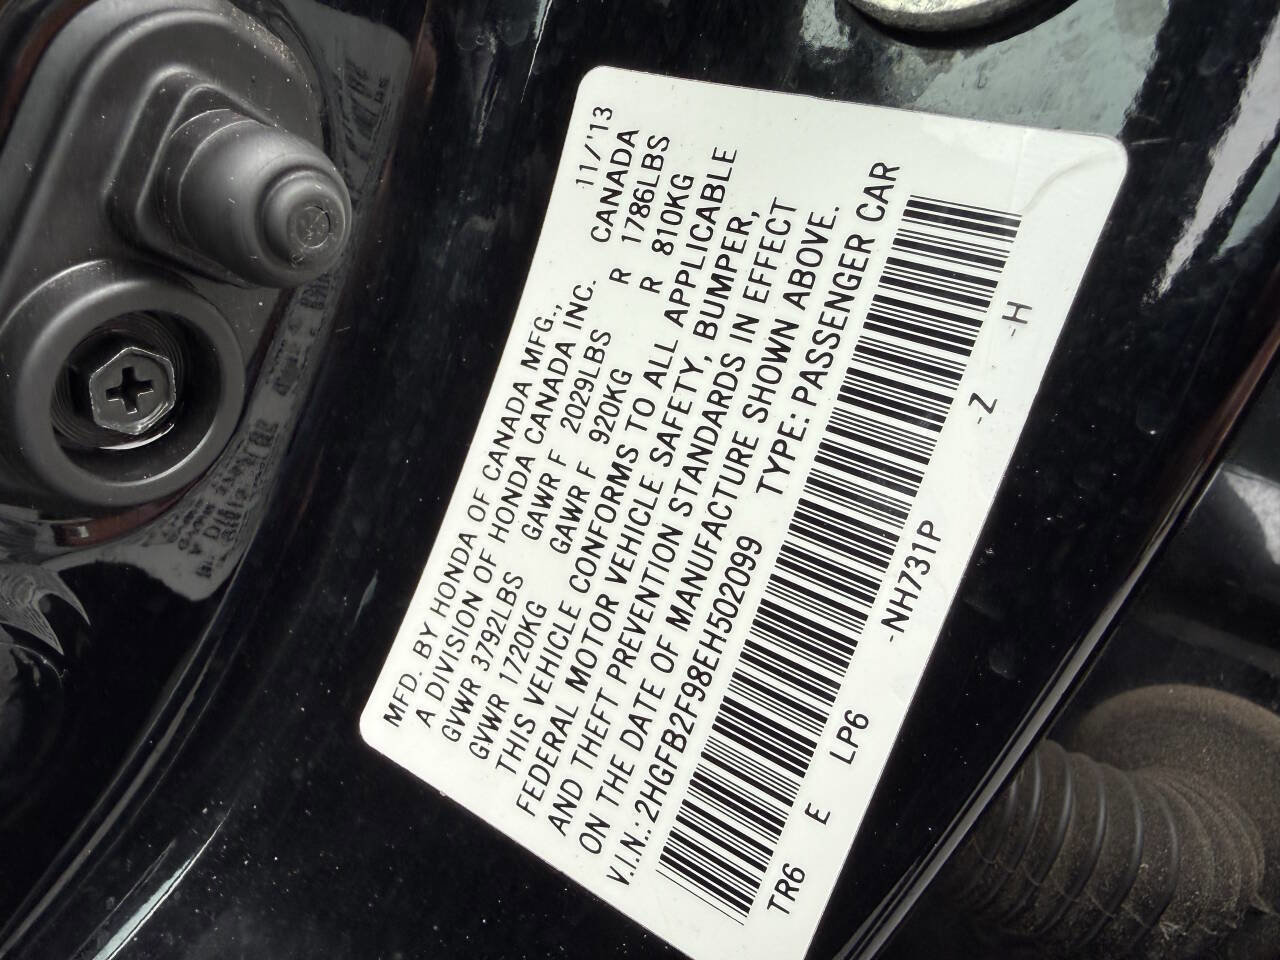 MFD. BY HONDA OF CANADA MFG., 11/'13
A DIVISION OF HONDA CANADA INC. CANADA
GVWR 3792LBS GAWR F 2029LBS R 1786LBS
GVWR 1720KG GAWR F 920KG R 810KG
THIS VEHICLE CONFORMS TO ALL APPLICABLE
FEDERAL MOTOR VEHICLE SAFETY, BUMPER,
AND THEFT PREVENTION STANDARDS IN EFFECT
ON THE DATE OF MANUFACTURE SHOWN ABOVE.
V.I.N.: 2HGFB2F98EH502099 TYPE: PASSENGER CAR
TR6 E LP6 -NH731P -Z -H